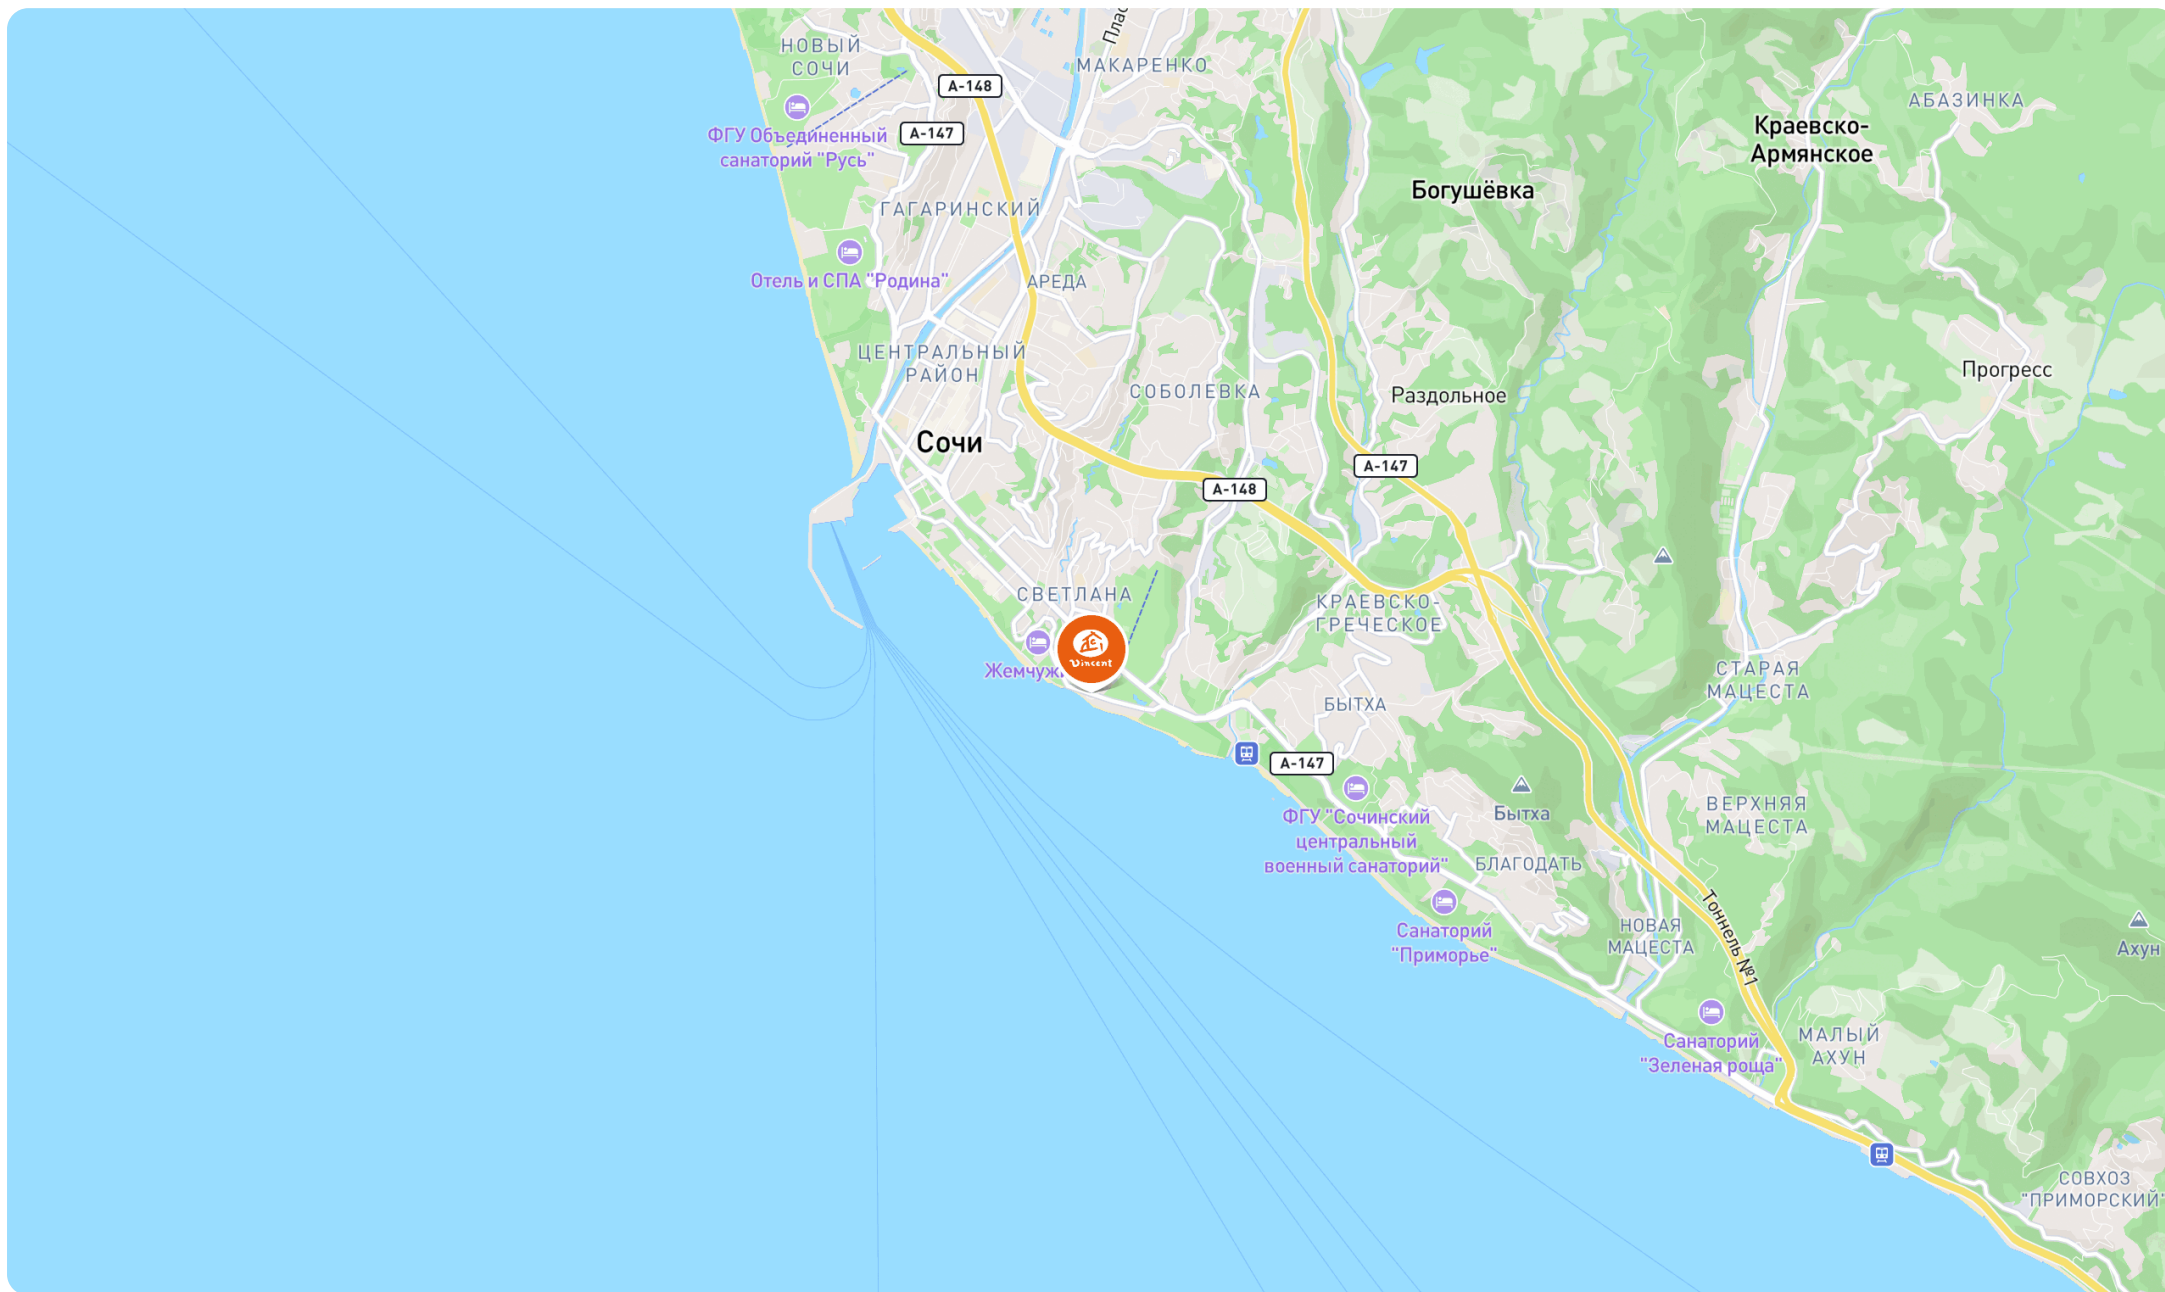 Плас
НОВЫЙ
СОЧИ
МАКАРЕНКО
А-148
АБАЗИНКА
А-147
ФГУ Объединенный
санаторий "Русь"
Краевско-
Армянское
Богушёвка
ГАГАРИНСКИЙ
Отель и СПА "Родина"
АРЕДА
ЦЕНТРАЛЬНЫЙ
РАЙОН
СОБОЛЕВКА
Раздольное
Прогресс
Сочи
А-147
А-148
СВЕТЛАНА
КРАЕВСКО-
ГРЕЧЕСКОЕ
Vincent
Жемчуж
СТАРАЯ
МАЦЕСТА
БЫТХА
А-147
ФГУ "Сочинский
центральный
военный санаторий"
Бытха
ВЕРХНЯЯ
МАЦЕСТА
БЛАГОДАТЬ
Тоннель №1
Санаторий
"Приморье"
НОВАЯ
МАЦЕСТА
Ахун
Санаторий
"Зеленая роща"
МАЛЫЙ
АХУН
СОВХОЗ
"ПРИМОРСКИЙ"